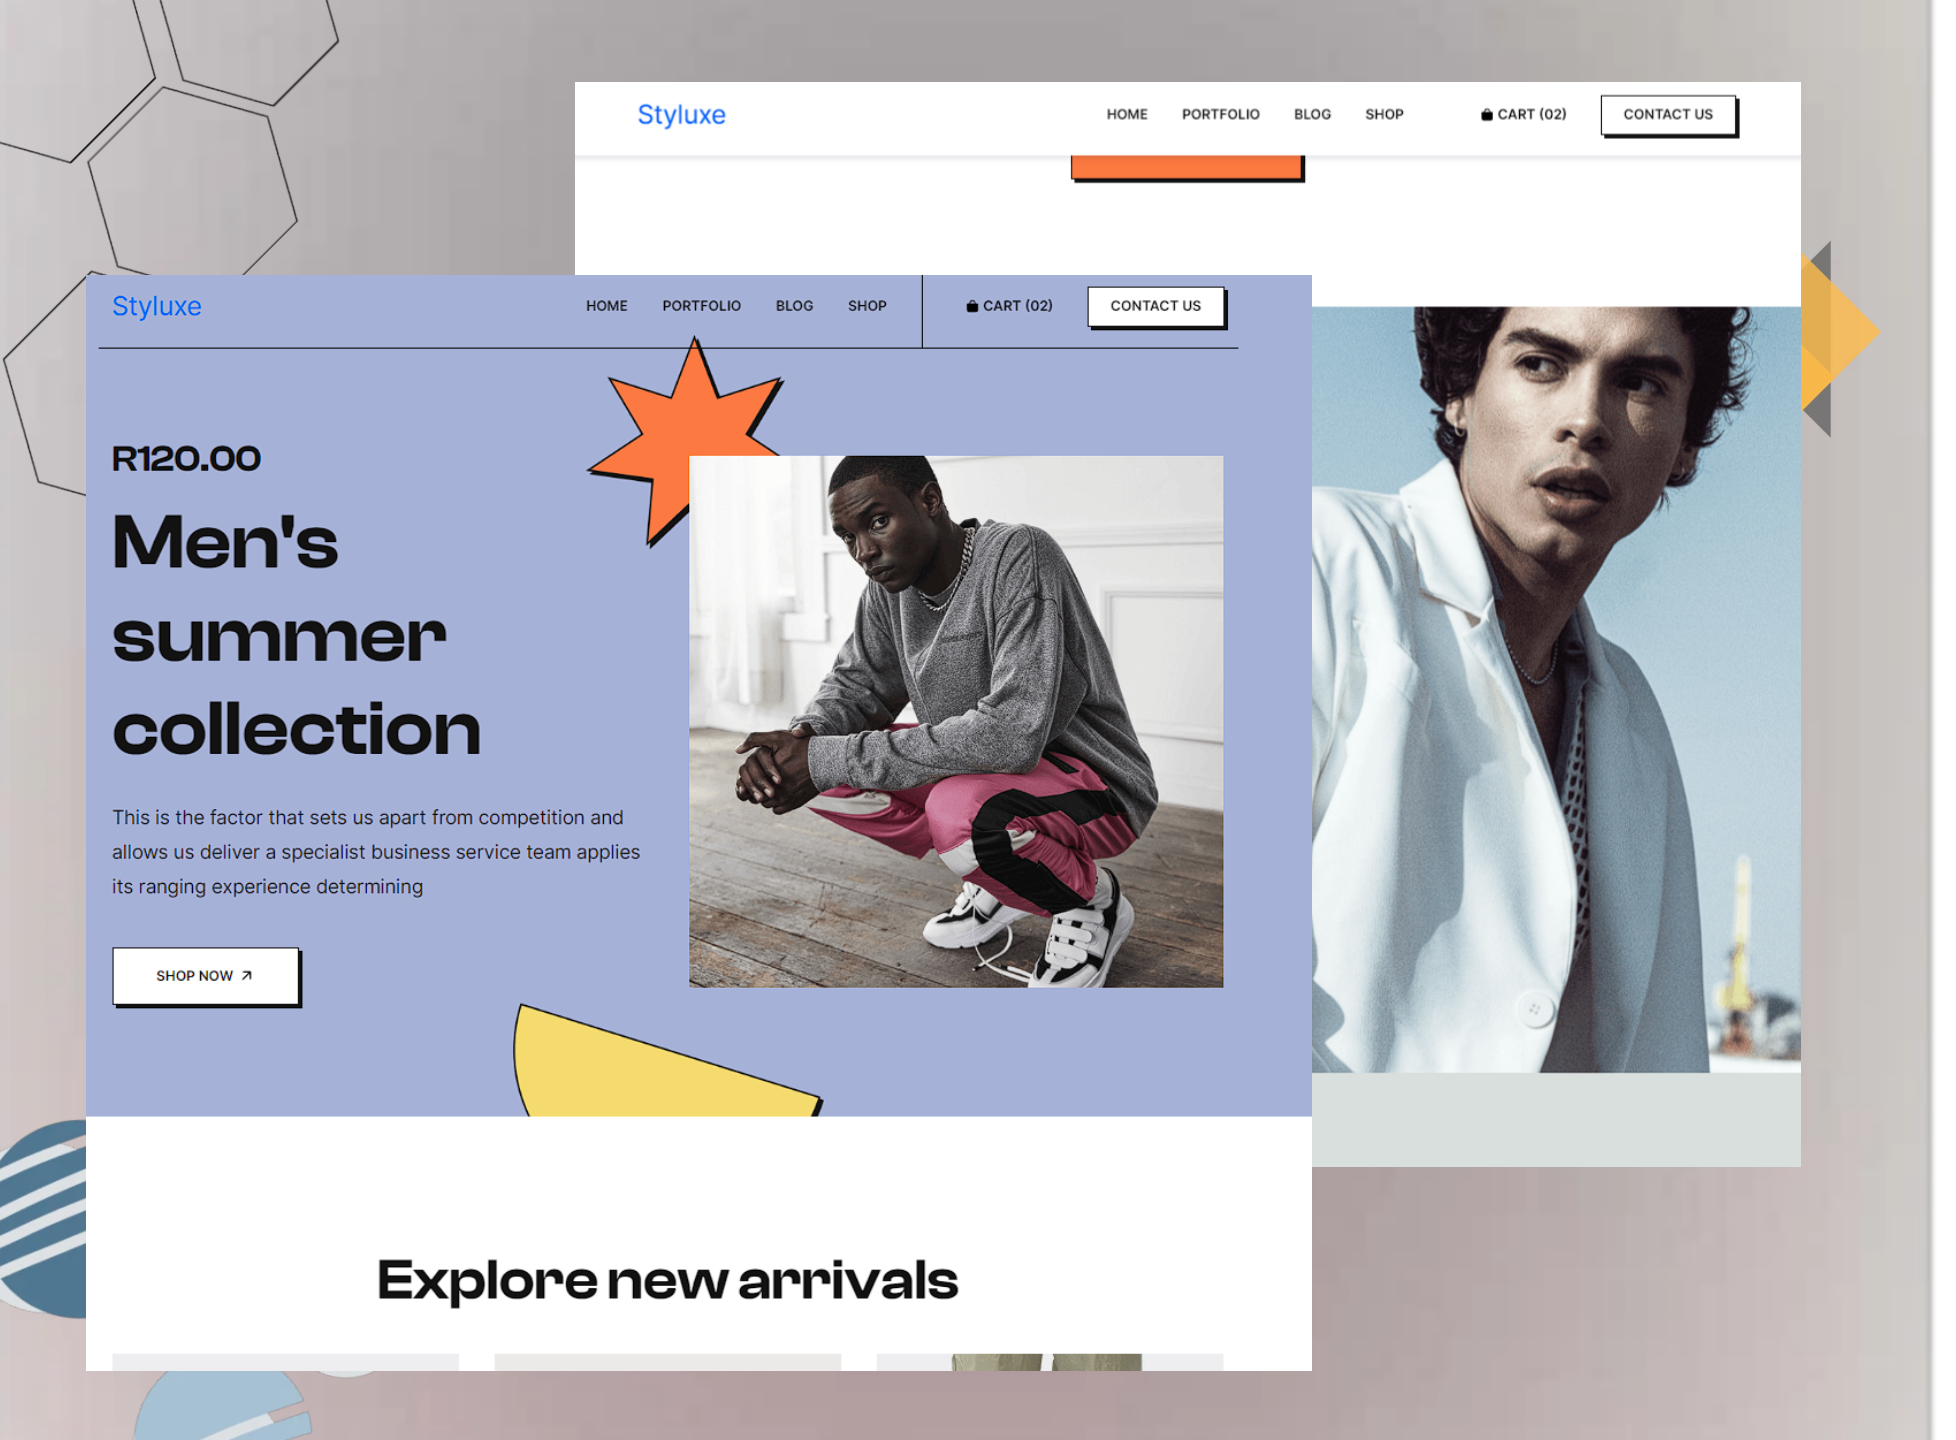 Styluxe
HOME PORTFOLIO BLOG SHOP CART (02) CONTACT US
Styluxe
HOME PORTFOLIO BLOG SHOP CART (02) CONTACT US
R120.00
Men's
summer
collection
This is the factor that sets us apart from competition and
allows us deliver a specialist business service team applies
its ranging experience determining
SHOP NOW
Explore new arrivals